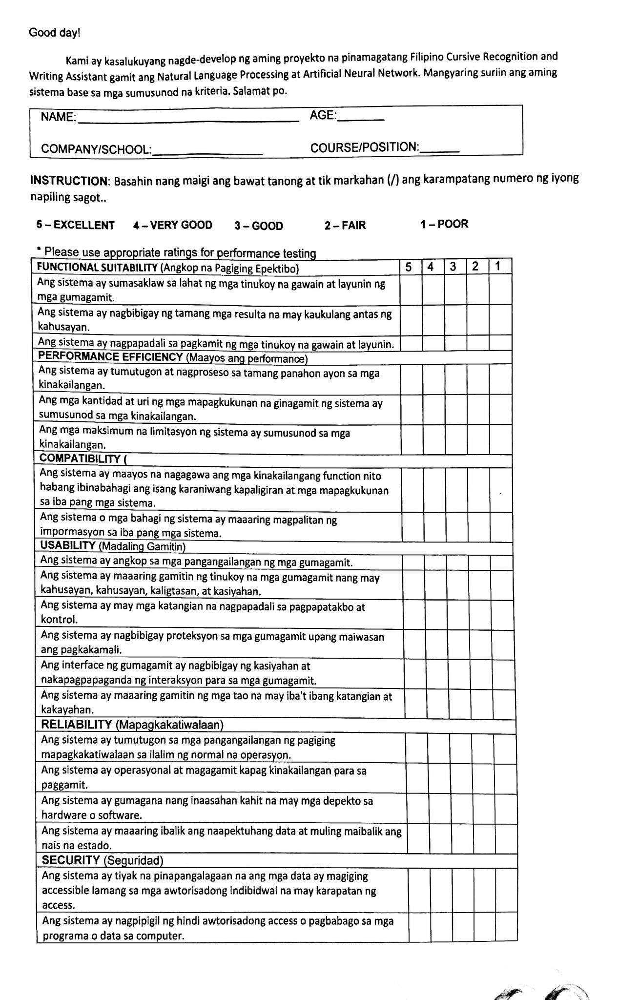 Good day!
Kami ay kasalukuyang nagde-develop ng aming proyekto na pinamagatang Filipino Cursive Recognition and
Writing Assistant gamit ang Natural Language Processing at Artificial Neural Network. Mangyaring suriin ang aming
sistema base sa mga sumusunod na kriteria. Salamat po.
NAME:____ AGE:____
COMPANY/SCHOOL:____ COURSE/POSITION:____
INSTRUCTION: Basahin nang maigi ang bawat tanong at tik markahan (/) ang karampatang numero ng iyong
napiling sagot..
5 – EXCELLENT 4 – VERY GOOD 3 – GOOD 2 – FAIR 1 – POOR
* Please use appropriate ratings for performance testing
FUNCTIONAL SUITABILITY (Angkop na Pagiging Epektibo) 5 4 3 2 1
Ang sistema ay sumasaklaw sa lahat ng mga tinukoy na gawain at layunin ng
mga gumagamit.
Ang sistema ay nagbibigay ng tamang mga resulta na may kaukulang antas ng
kahusayan.
Ang sistema ay nagpapadali sa pagkamit ng mga tinukoy na gawain at layunin.
PERFORMANCE EFFICIENCY (Maayos ang performance)
Ang sistema ay tumutugon at nagproseso sa tamang panahon ayon sa mga
kinakailangan.
Ang mga kantidad at uri ng mga mapagkukunan na ginagamit ng sistema ay
sumusunod sa mga kinakailangan.
Ang mga maksimum na limitasyon ng sistema ay sumusunod sa mga
kinakailangan.
COMPATIBILITY (
Ang sistema ay maayos na nagagawa ang mga kinakailangang function nito
habang ibinabahagi ang isang karaniwang kapaligiran at mga mapagkukunan
sa iba pang mga sistema.
Ang sistema o mga bahagi ng sistema ay maaaring magpalitan ng
impormasyon sa iba pang mga sistema.
USABILITY (Madaling Gamitin)
Ang sistema ay angkop sa mga pangangailangan ng mga gumagamit.
Ang sistema ay maaaring gamitin ng tinukoy na mga gumagamit nang may
kahusayan, kahusayan, kaligtasan, at kasiyahan.
Ang sistema ay may mga katangian na nagpapadali sa pagpapatakbo at
kontrol.
Ang sistema ay nagbibigay proteksyon sa mga gumagamit upang maiwasan
ang pagkakamali.
Ang interface ng gumagamit ay nagbibigay ng kasiyahan at
nakapagpapaganda ng interaksyon para sa mga gumagamit.
Ang sistema ay maaaring gamitin ng mga tao na may iba't ibang katangian at
kakayahan.
RELIABILITY (Mapagkakatiwalaan)
Ang sistema ay tumutugon sa mga pangangailangan ng pagiging
mapagkakatiwalaan sa ilalim ng normal na operasyon.
Ang sistema ay operasyonal at magagamit kapag kinakailangan para sa
paggamit.
Ang sistema ay gumagana nang inaasahan kahit na may mga depekto sa
hardware o software.
Ang sistema ay maaaring ibalik ang naapektuhang data at muling maibalik ang
nais na estado.
SECURITY (Seguridad)
Ang sistema ay tiyak na pinapangalagaan na ang mga data ay magiging
accessible lamang sa mga awtorisadong indibidwal na may karapatan ng
access.
Ang sistema ay nagpipigil ng hindi awtorisadong access o pagbabago sa mga
programa o data sa computer.